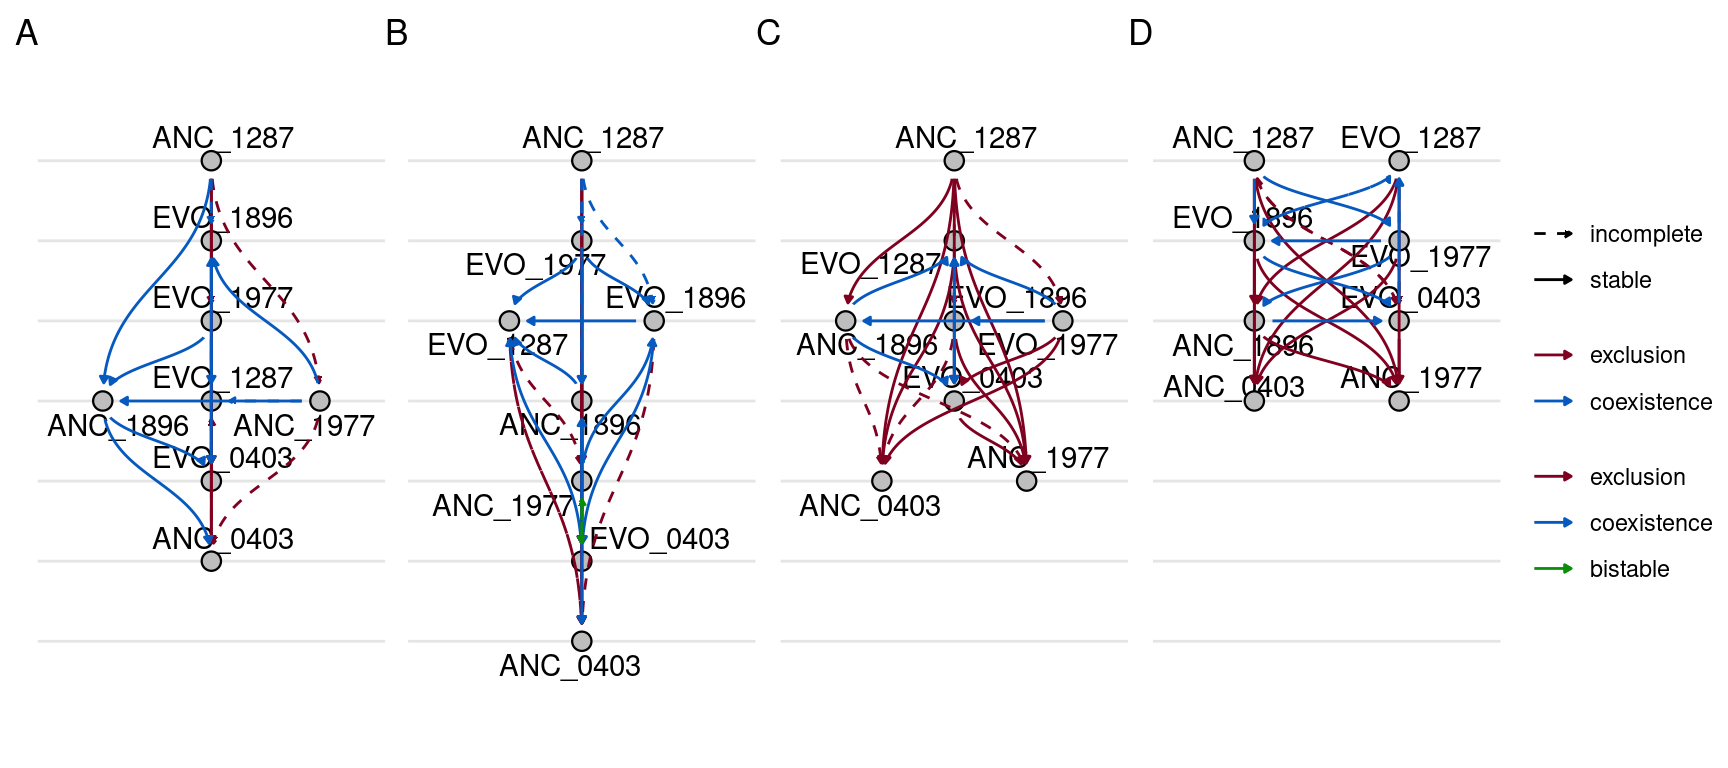 A
B
C
D
ANC_1287
EVO_1896
EVO_1977
EVO_1287
ANC_1896
ANC_1977
EVO_0403
ANC_0403
ANC_1287
EVO_1977
EVO_1896
EVO_1287
ANC_1896
ANC_1977
EVO_0403
ANC_0403
ANC_1287
EVO_1287
EVO_1896
ANC_1896
EVO_1977
EVO_0403
ANC_1977
ANC_0403
ANC_1287
EVO_1287
EVO_1896
EVO_1977
EVO_0403
ANC_1896
ANC_1977
ANC_0403
incomplete
stable
exclusion
coexistence
exclusion
coexistence
bistable